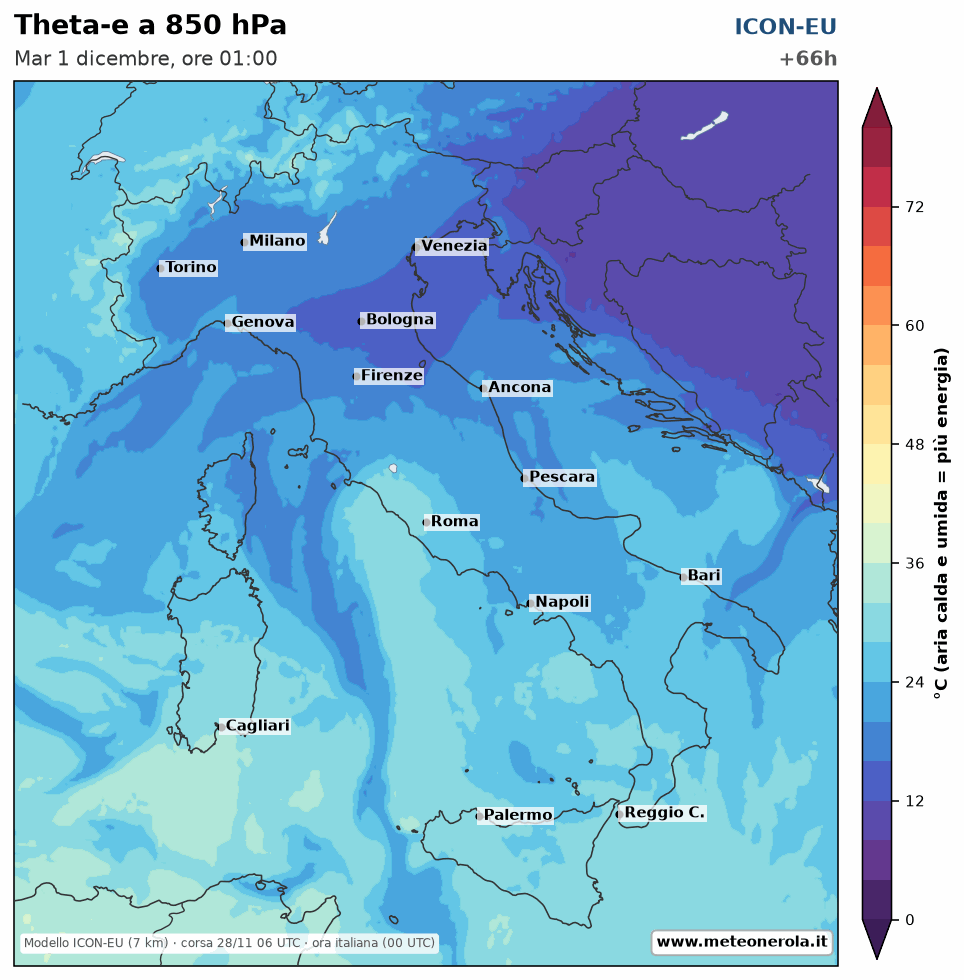 Theta-e a 850 hPa
ICON-EU
Mar 1 dicembre, ore 01:00
+66h
72
60
48
36
24
12
0
°C (aria calda e umida = più energia)
Milano
Venezia
Torino
Genova
Bologna
Firenze
Ancona
Pescara
Roma
Bari
Napoli
Cagliari
Palermo
Reggio C.
Modello ICON-EU (7 km) · corsa 28/11 06 UTC · ora italiana (00 UTC)
www.meteonerola.it